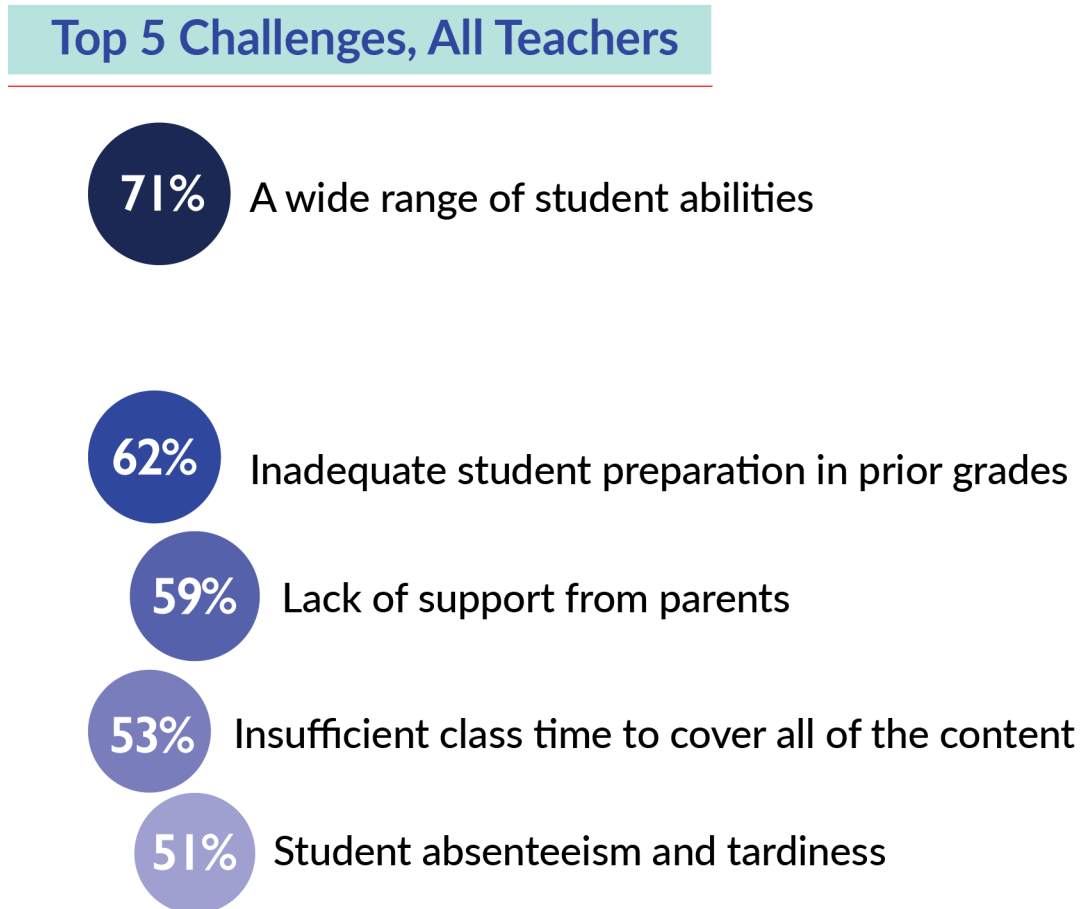 Top 5 Challenges, All Teachers
71% A wide range of student abilities
62% Inadequate student preparation in prior grades
59% Lack of support from parents
53% Insufficient class time to cover all of the content
51% Student absenteeism and tardiness